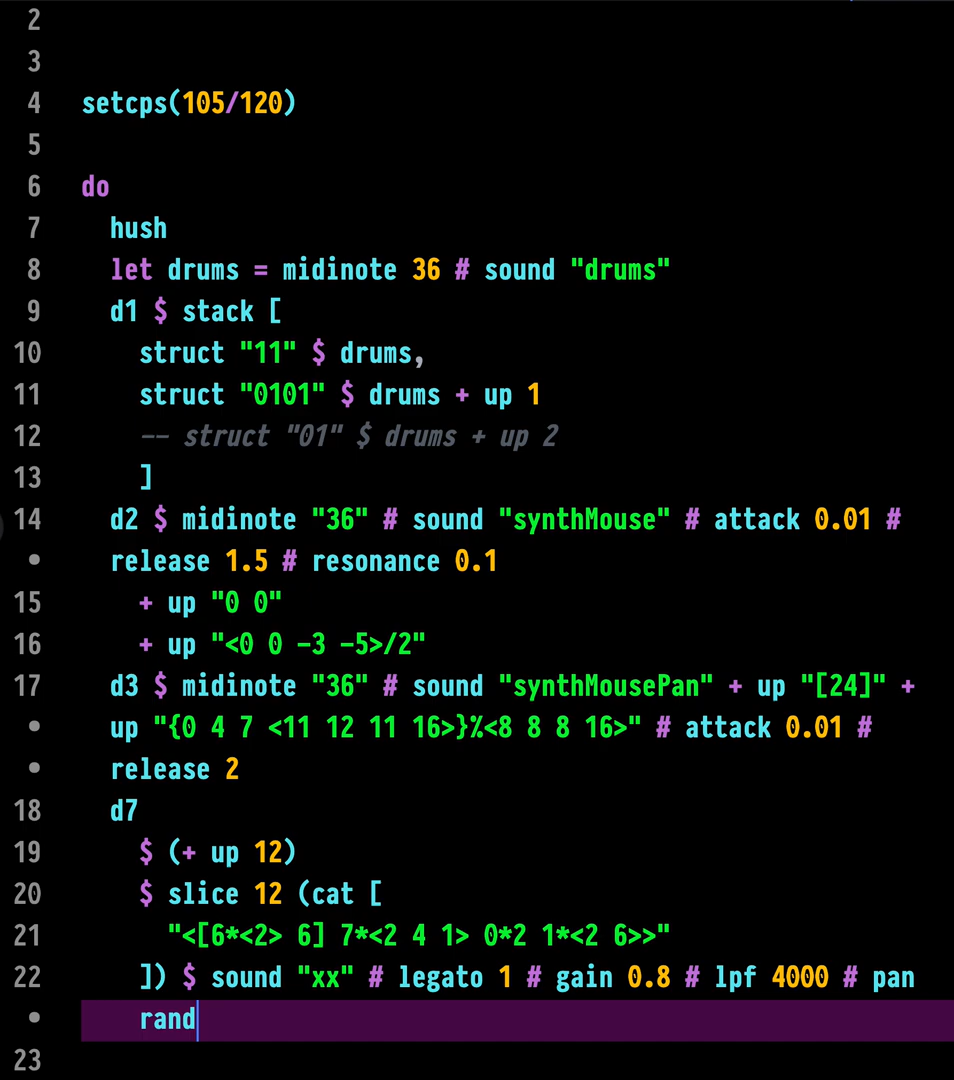 2
3
4 setcps(105/120)
5
6 do
7 hush
8 let drums = midinote 36 # sound "drums"
9 d1 $ stack [
10 struct "11" $ drums,
11 struct "0101" $ drums + up 1
12 -- struct "01" $ drums + up 2
13 ]
14 d2 $ midinote "36" # sound "synthMouse" # attack 0.01 #
• release 1.5 # resonance 0.1
15 + up "0 0"
16 + up "<0 0 -3 -5>/2"
17 d3 $ midinote "36" # sound "synthMousePan" + up "[24]" +
• up "{0 4 7 <11 12 11 16>}%<8 8 8 16>" # attack 0.01 #
• release 2
18 d7
19 $ (+ up 12)
20 $ slice 12 (cat [
21 "<[6*<2> 6] 7*<2 4 1> 0*2 1*<2 6>>"
22 ]) $ sound "xx" # legato 1 # gain 0.8 # lpf 4000 # pan
• rand
23